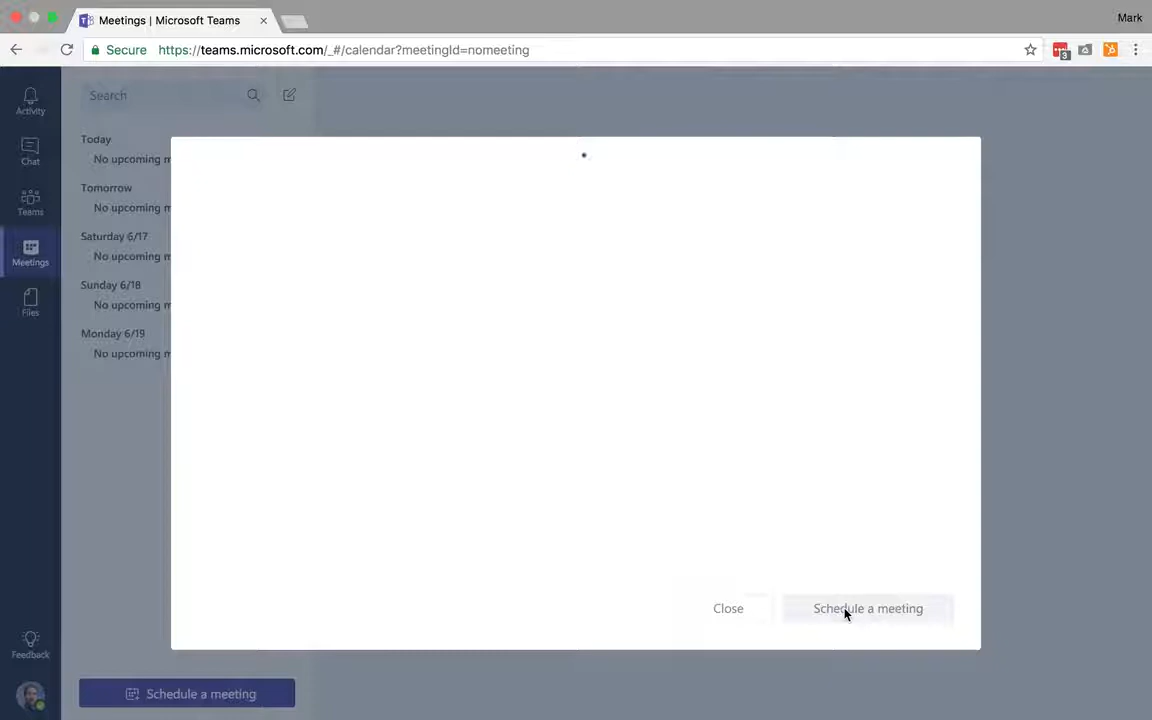 Meetings | Microsoft Teams
Mark
Secure https://teams.microsoft.com/_#/calendar?meetingId=nomeeting
3
Activity
Chat
Teams
Meetings
Files
Feedback
Search
Today
No upcoming m
Tomorrow
No upcoming m
Saturday 6/17
No upcoming m
Sunday 6/18
No upcoming m
Monday 6/19
No upcoming m
Schedule a meeting
Close
Schedule a meeting